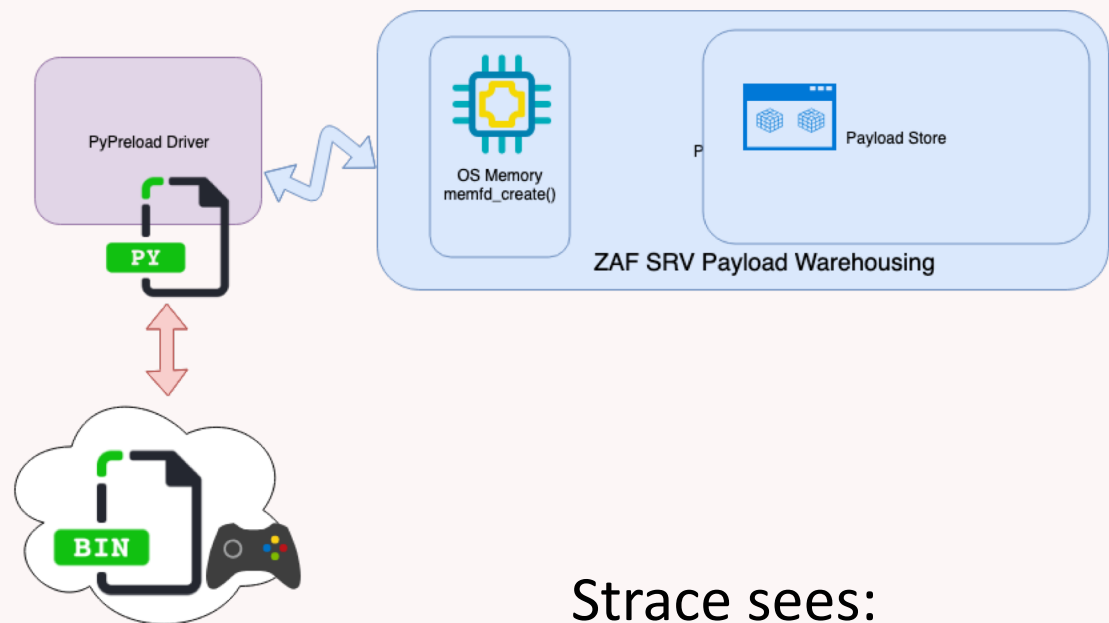 PyPreload Driver
PY
OS Memory
memfd_create()
P
Payload Store
ZAF SRV Payload Warehousing
BIN
Strace sees: